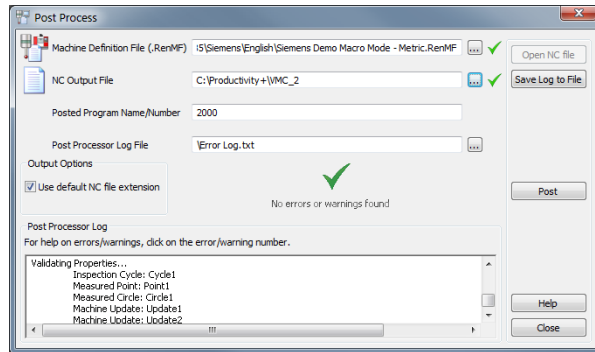 Post Process
Machine Definition File (.RenMF) :5\Siemens\English\Siemens Demo Macro Mode - Metric.RenMF ... Open NC file
NC Output File C:\Productivity+\VMC_2 ... Save Log to File
Posted Program Name/Number 2000
Post Processor Log File \Error Log.txt ...
Output Options
Use default NC file extension
No errors or warnings found
Post
Post Processor Log
For help on errors/warnings, click on the error/warning number.
Validating Properties...
Inspection Cycle: Cycle1
Measured Point: Point1
Measured Circle: Circle1
Machine Update: Update1
Machine Update: Update2
Help
Close